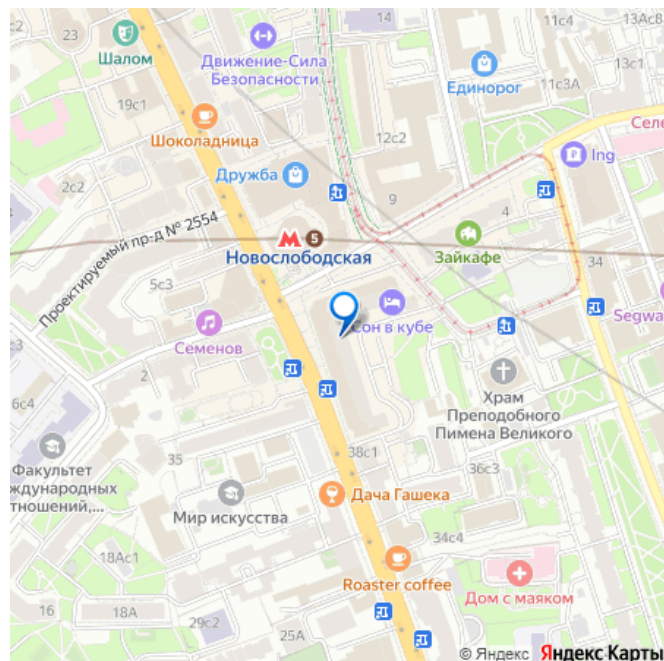 23
Шалом
Движение-Сила
Безопасности
11с4
13Ас8
13с1
Единорог
11с3А
19с1
Шоколадница
12с2
Селе
Ing
Дружба
2с2
9
4
Проектируемый пр-д № 2554
5
Новослободская
Зайкафе
34
5с3
Сон в кубе
Segwa
Семенов
2
Храм
Преподобного
Пимена Великого
6с4
38с1
35
36с3
Факультет
ждународных
тношений,...
Мир искусства
Дача Гашека
34с4
18Ас1
Roaster coffee
Дом с маяком
16
18А
29с2
25А
© Яндекс Яндекс Карты